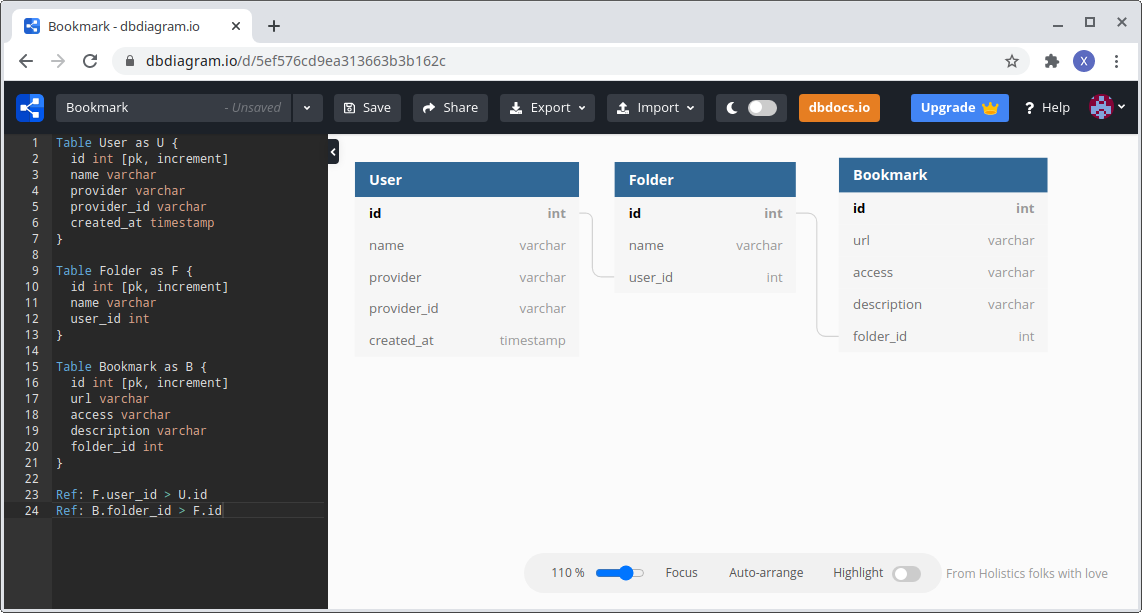 Bookmark - dbdiagram.io
dbdiagram.io/d/5ef576cd9ea313663b3b162c
X
Bookmark - Unsaved
Save
Share
Export
Import
dbdocs.io
Upgrade
? Help
1 Table User as U {
2 id int [pk, increment]
3 name varchar
4 provider varchar
5 provider_id varchar
6 created_at timestamp
7 }
8
9 Table Folder as F {
10 id int [pk, increment]
11 name varchar
12 user_id int
13 }
14
15 Table Bookmark as B {
16 id int [pk, increment]
17 url varchar
18 access varchar
19 description varchar
20 folder_id int
21 }
22
23 Ref: F.user_id > U.id
24 Ref: B.folder_id > F.id
User
id int
name varchar
provider varchar
provider_id varchar
created_at timestamp
Folder
id int
name varchar
user_id int
Bookmark
id int
url varchar
access varchar
description varchar
folder_id int
110 %
Focus
Auto-arrange
Highlight
From Holistics folks with love